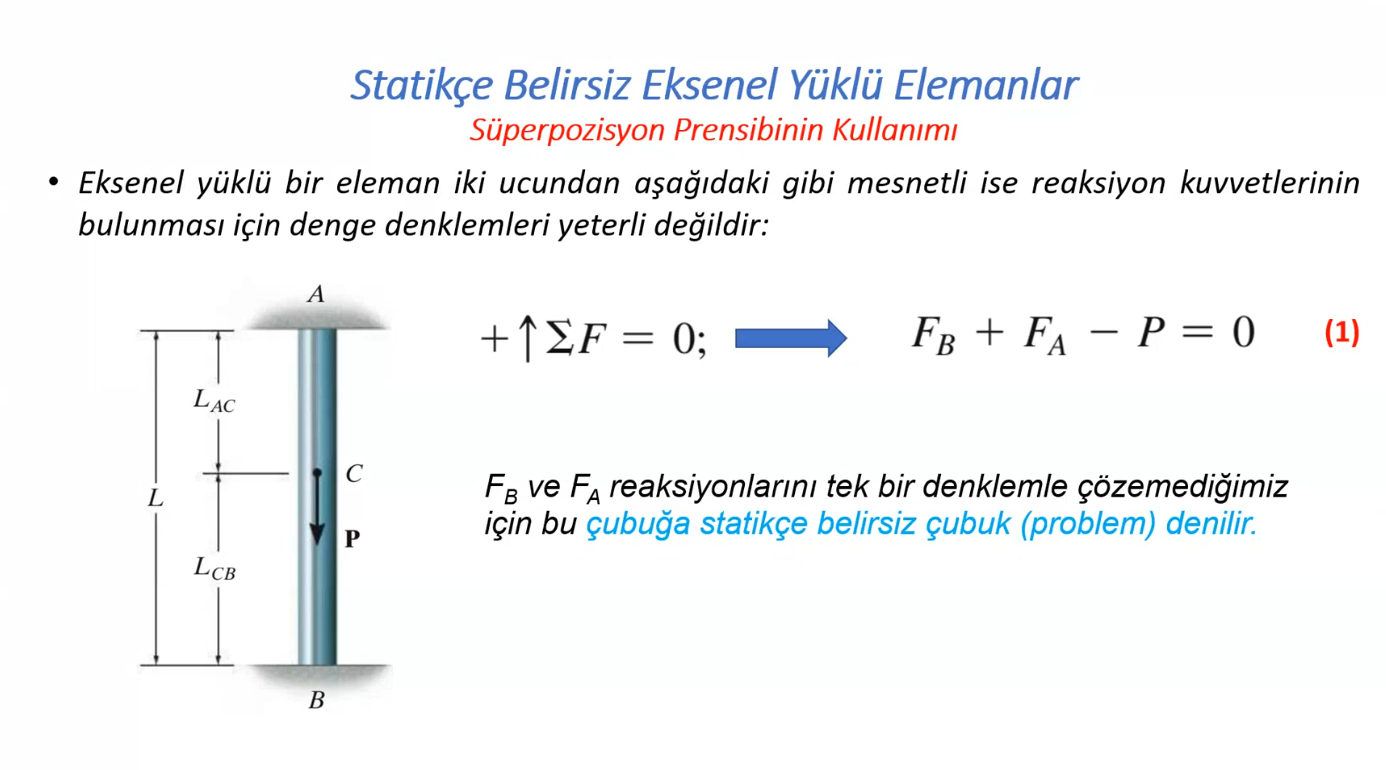 Statikçe Belirsiz Eksenel Yüklü Elemanlar
Süperpozisyon Prensibinin Kullanımı
• Eksenel yüklü bir eleman iki ucundan aşağıdaki gibi mesnetli ise reaksiyon kuvvetlerinin
bulunması için denge denklemleri yeterli değildir:
A
+↑ΣF = 0;
F_B + F_A − P = 0
(1)
L_AC
C
L
P
L_CB
B
F_B ve F_A reaksiyonlarını tek bir denklemle çözemediğimiz
için bu çubuğa statikçe belirsiz çubuk (problem) denilir.